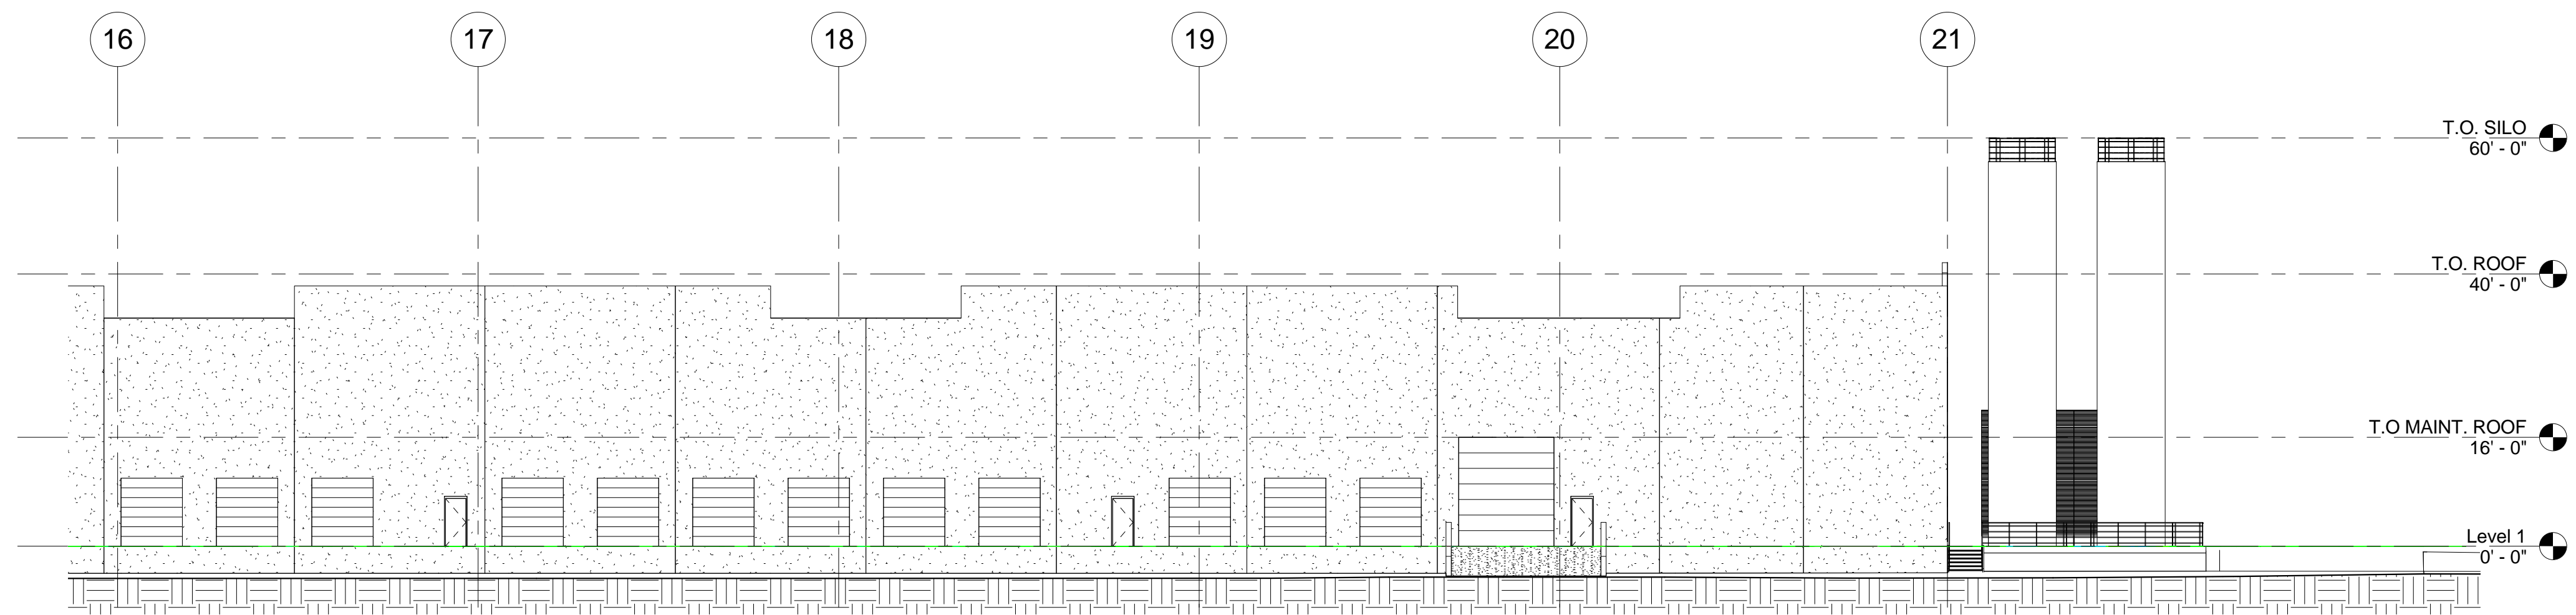 16
17
18
19
20
21
T.O. SILO
60' - 0"
T.O. ROOF
40' - 0"
T.O MAINT. ROOF
16' - 0"
Level 1
0' - 0"